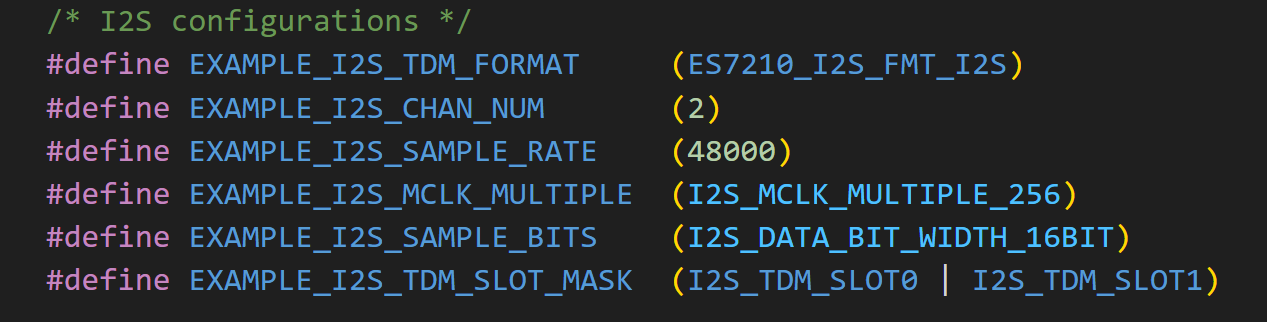 /* I2S configurations */
#define EXAMPLE_I2S_TDM_FORMAT     (ES7210_I2S_FMT_I2S)
#define EXAMPLE_I2S_CHAN_NUM       (2)
#define EXAMPLE_I2S_SAMPLE_RATE    (48000)
#define EXAMPLE_I2S_MCLK_MULTIPLE  (I2S_MCLK_MULTIPLE_256)
#define EXAMPLE_I2S_SAMPLE_BITS    (I2S_DATA_BIT_WIDTH_16BIT)
#define EXAMPLE_I2S_TDM_SLOT_MASK  (I2S_TDM_SLOT0 | I2S_TDM_SLOT1)